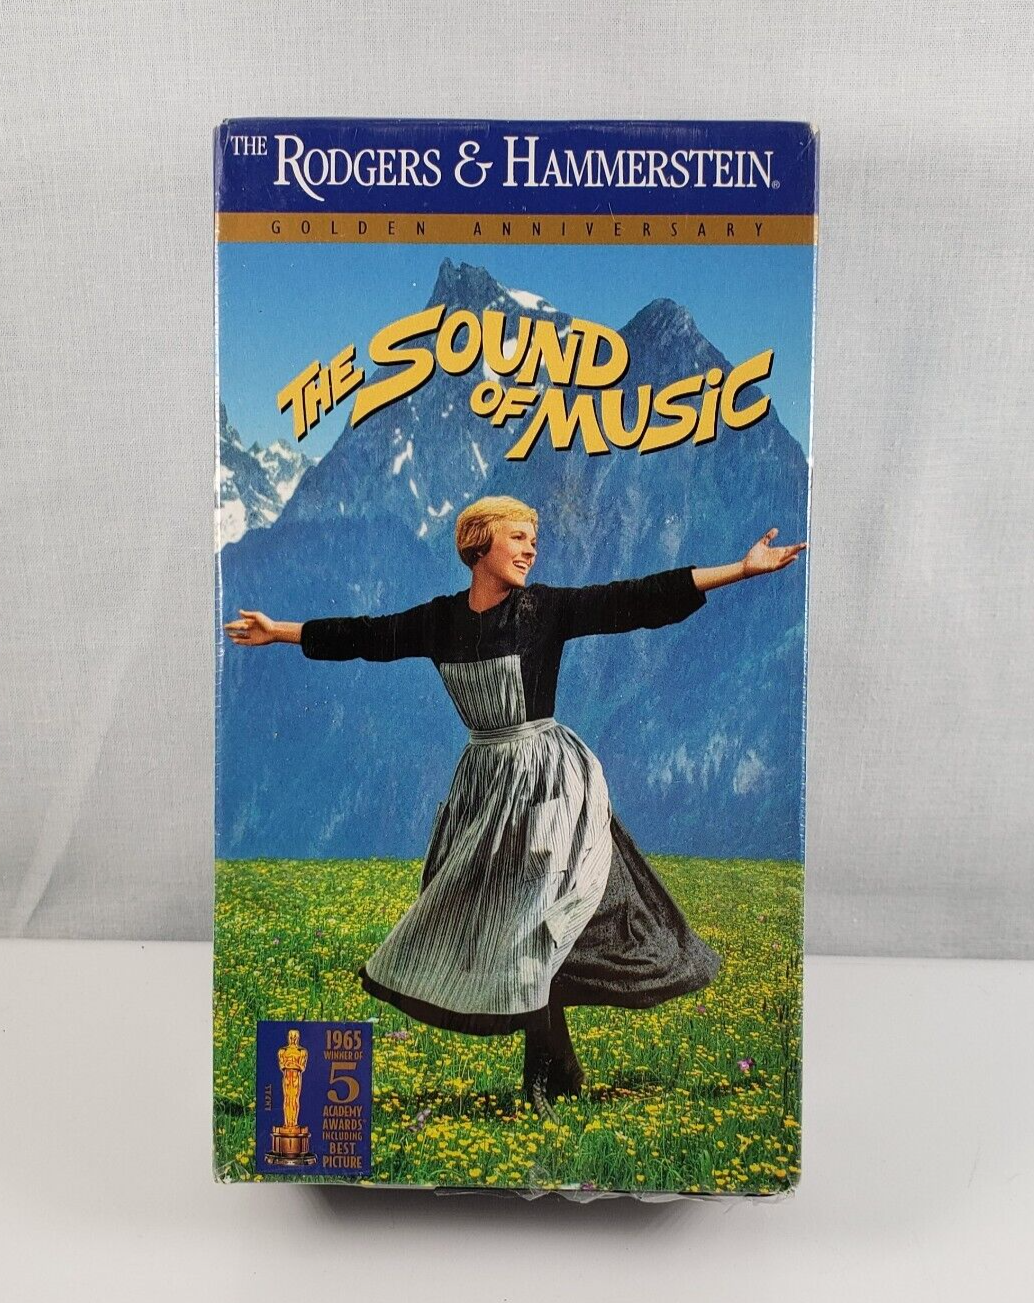 THE RODGERS & HAMMERSTEIN®
GOLDEN ANNIVERSARY
THE SOUND
OF MUSiC
1965
WINNER OF
5
ACADEMY
AWARDS
INCLUDING
BEST
PICTURE